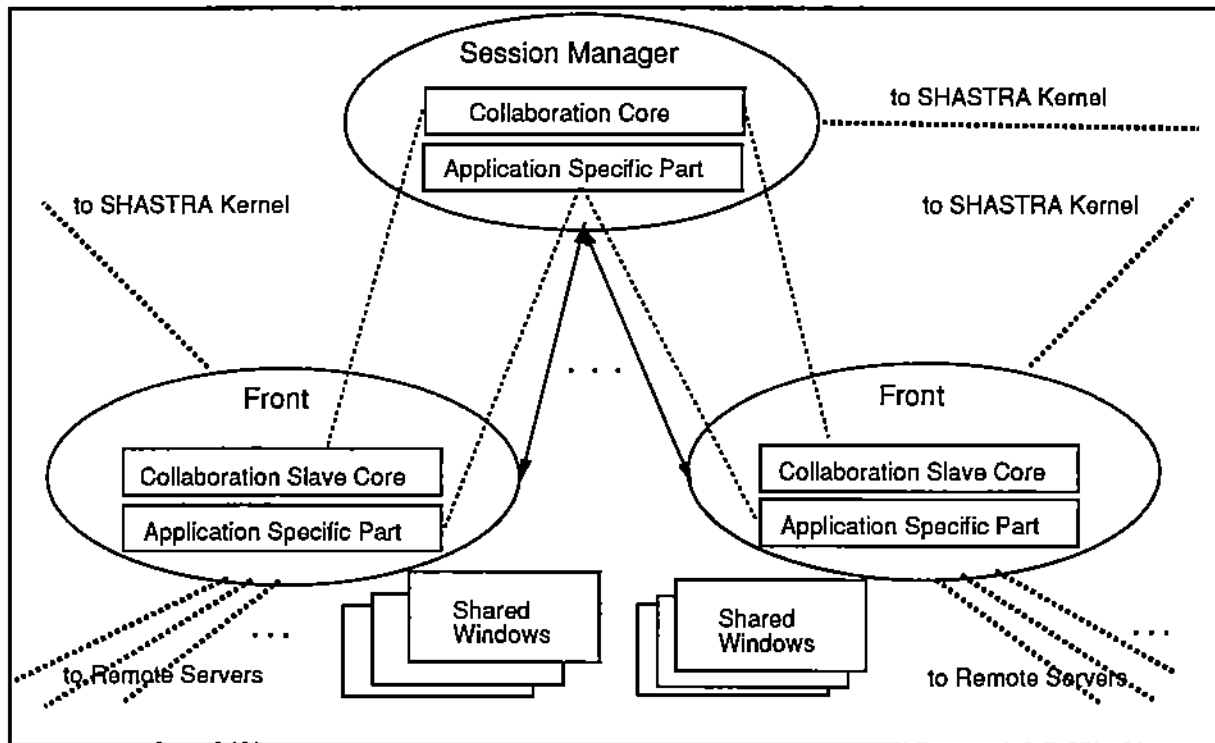 Session Manager
Collaboration Core
Application Specific Part
to SHASTRA Kernel
to SHASTRA Kernel
to SHASTRA Kernel
Front
Collaboration Slave Core
Application Specific Part
Front
Collaboration Slave Core
Application Specific Part
. . .
Shared
Windows
Shared
Windows
. . .
to Remote Servers
. . .
to Remote Servers